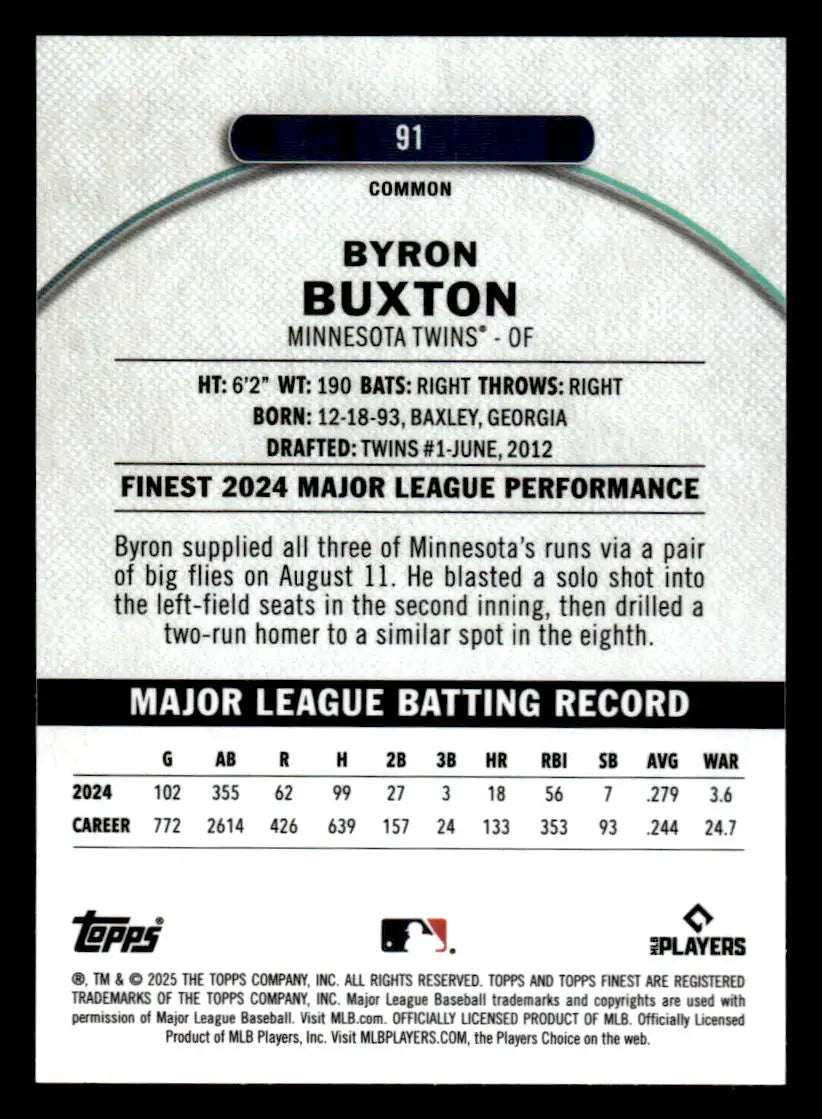 91
COMMON
BYRON
BUXTON
MINNESOTA TWINS® - OF
HT: 6'2" WT: 190 BATS: RIGHT THROWS: RIGHT
BORN: 12-18-93, BAXLEY, GEORGIA
DRAFTED: TWINS #1-JUNE, 2012
FINEST 2024 MAJOR LEAGUE PERFORMANCE
Byron supplied all three of Minnesota's runs via a pair
of big flies on August 11. He blasted a solo shot into
the left-field seats in the second inning, then drilled a
two-run homer to a similar spot in the eighth.
MAJOR LEAGUE BATTING RECORD
G AB R H 2B 3B HR RBI SB AVG WAR
2024 102 355 62 99 27 3 18 56 7 .279 3.6
CAREER 772 2614 426 639 157 24 133 353 93 .244 24.7
Topps® MLB PLAYERS
®, TM & © 2025 THE TOPPS COMPANY, INC. ALL RIGHTS RESERVED. TOPPS AND TOPPS FINEST ARE REGISTERED
TRADEMARKS OF THE TOPPS COMPANY, INC. Major League Baseball trademarks and copyrights are used with
permission of Major League Baseball. Visit MLB.com. OFFICIALLY LICENSED PRODUCT OF MLB. Officially Licensed
Product of MLB Players, Inc. Visit MLBPLAYERS.COM, the Players Choice on the web.